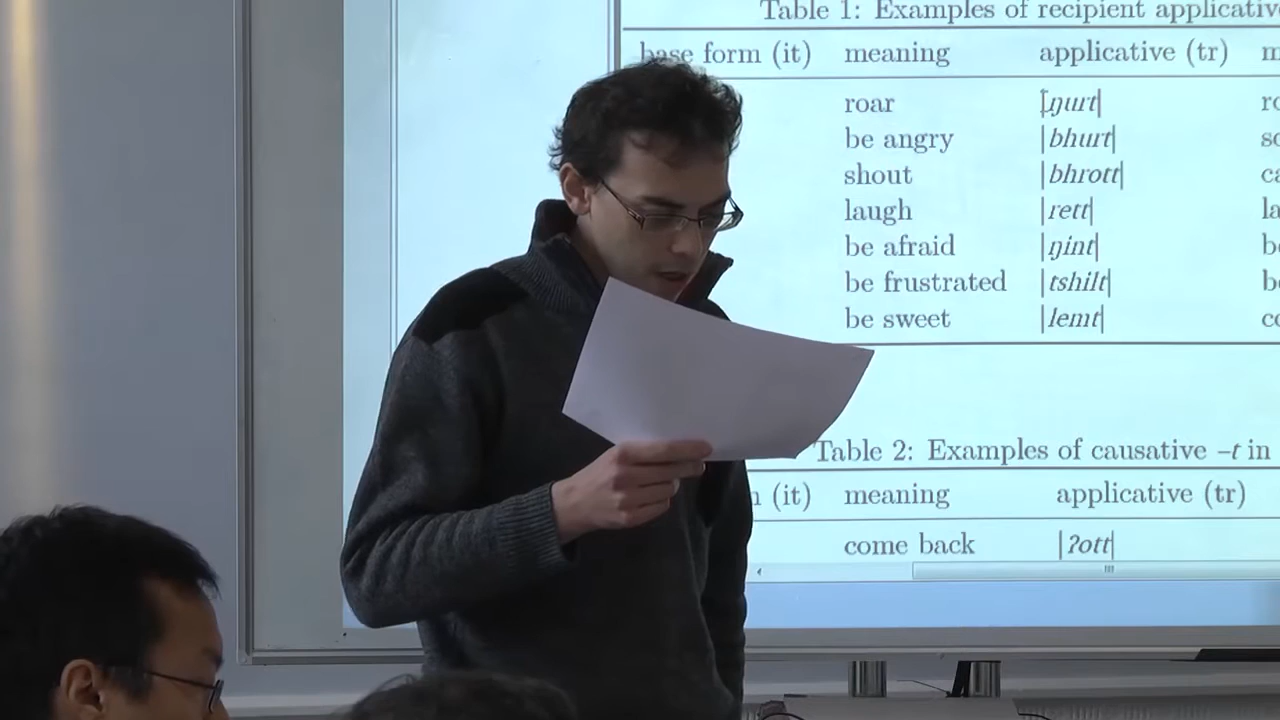 Table 1: Examples of recipient applicative
base form (it) meaning applicative (tr)
roar |ŋurt|
be angry |bhurt|
shout |bhrott|
laugh |rett|
be afraid |ŋint|
be frustrated |tshilt|
be sweet |lemt|
Table 2: Examples of causative –t in
(it) meaning applicative (tr)
come back |ʔott|